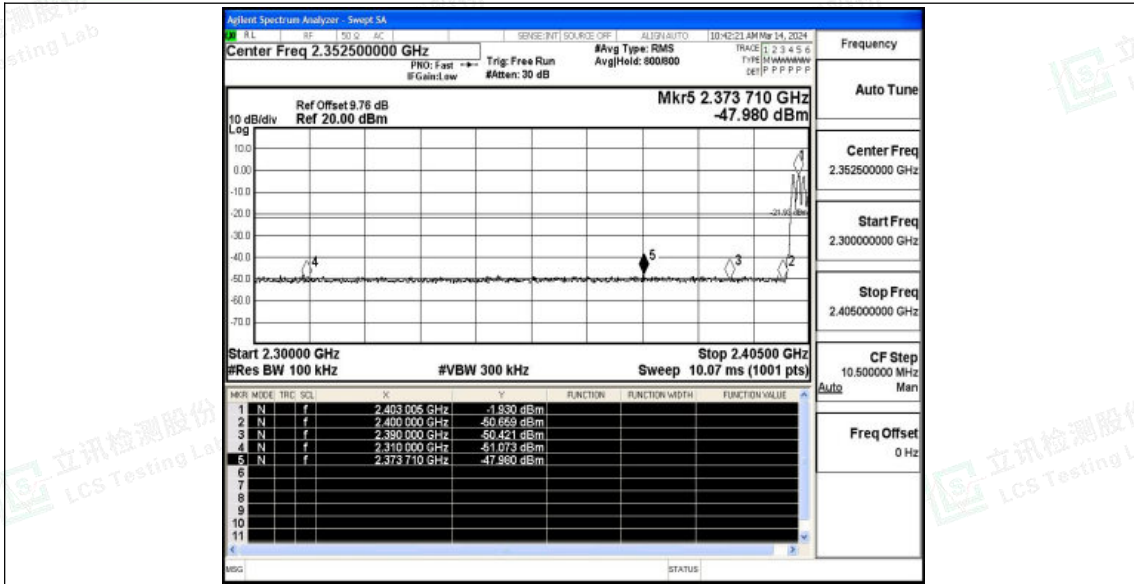 Agilent Spectrum Analyzer - Swept SA
RL RF 50 Ω AC SENSE:INT SOURCE OFF ALIGNAUTO 10:42:21 AM Mar 14, 2024
Center Freq 2.352500000 GHz
PNO: Fast
IFGain:Low
Trig: Free Run
#Atten: 30 dB
#Avg Type: RMS
Avg|Hold: 800/800
TRACE 1 2 3 4 5 6
TYPE M WWWWW
DET P P P P P P
Ref Offset 9.76 dB
10 dB/div Ref 20.00 dBm
Log
Mkr5 2.373 710 GHz
-47.980 dBm
10.0
0.00
-10.0
-20.0
-30.0
-40.0
-50.0
-60.0
-70.0
4
5
3
2
Start 2.30000 GHz Stop 2.40500 GHz
#Res BW 100 kHz #VBW 300 kHz Sweep 10.07 ms (1001 pts)
MKR MODE TRC SCL X Y FUNCTION FUNCTION WIDTH FUNCTION VALUE
1 N f 2.403 005 GHz -1.930 dBm
2 N f 2.400 000 GHz -50.659 dBm
3 N f 2.390 000 GHz -50.421 dBm
4 N f 2.310 000 GHz -51.073 dBm
5 N f 2.373 710 GHz -47.980 dBm
6
7
8
9
10
11
MSG STATUS
Frequency
Auto Tune
Center Freq
2.352500000 GHz
Start Freq
2.300000000 GHz
Stop Freq
2.405000000 GHz
CF Step
10.500000 MHz
Auto Man
Freq Offset
0 Hz
立讯检测股份
LCS Testing Lab
立讯检测股份
LCS Testing L